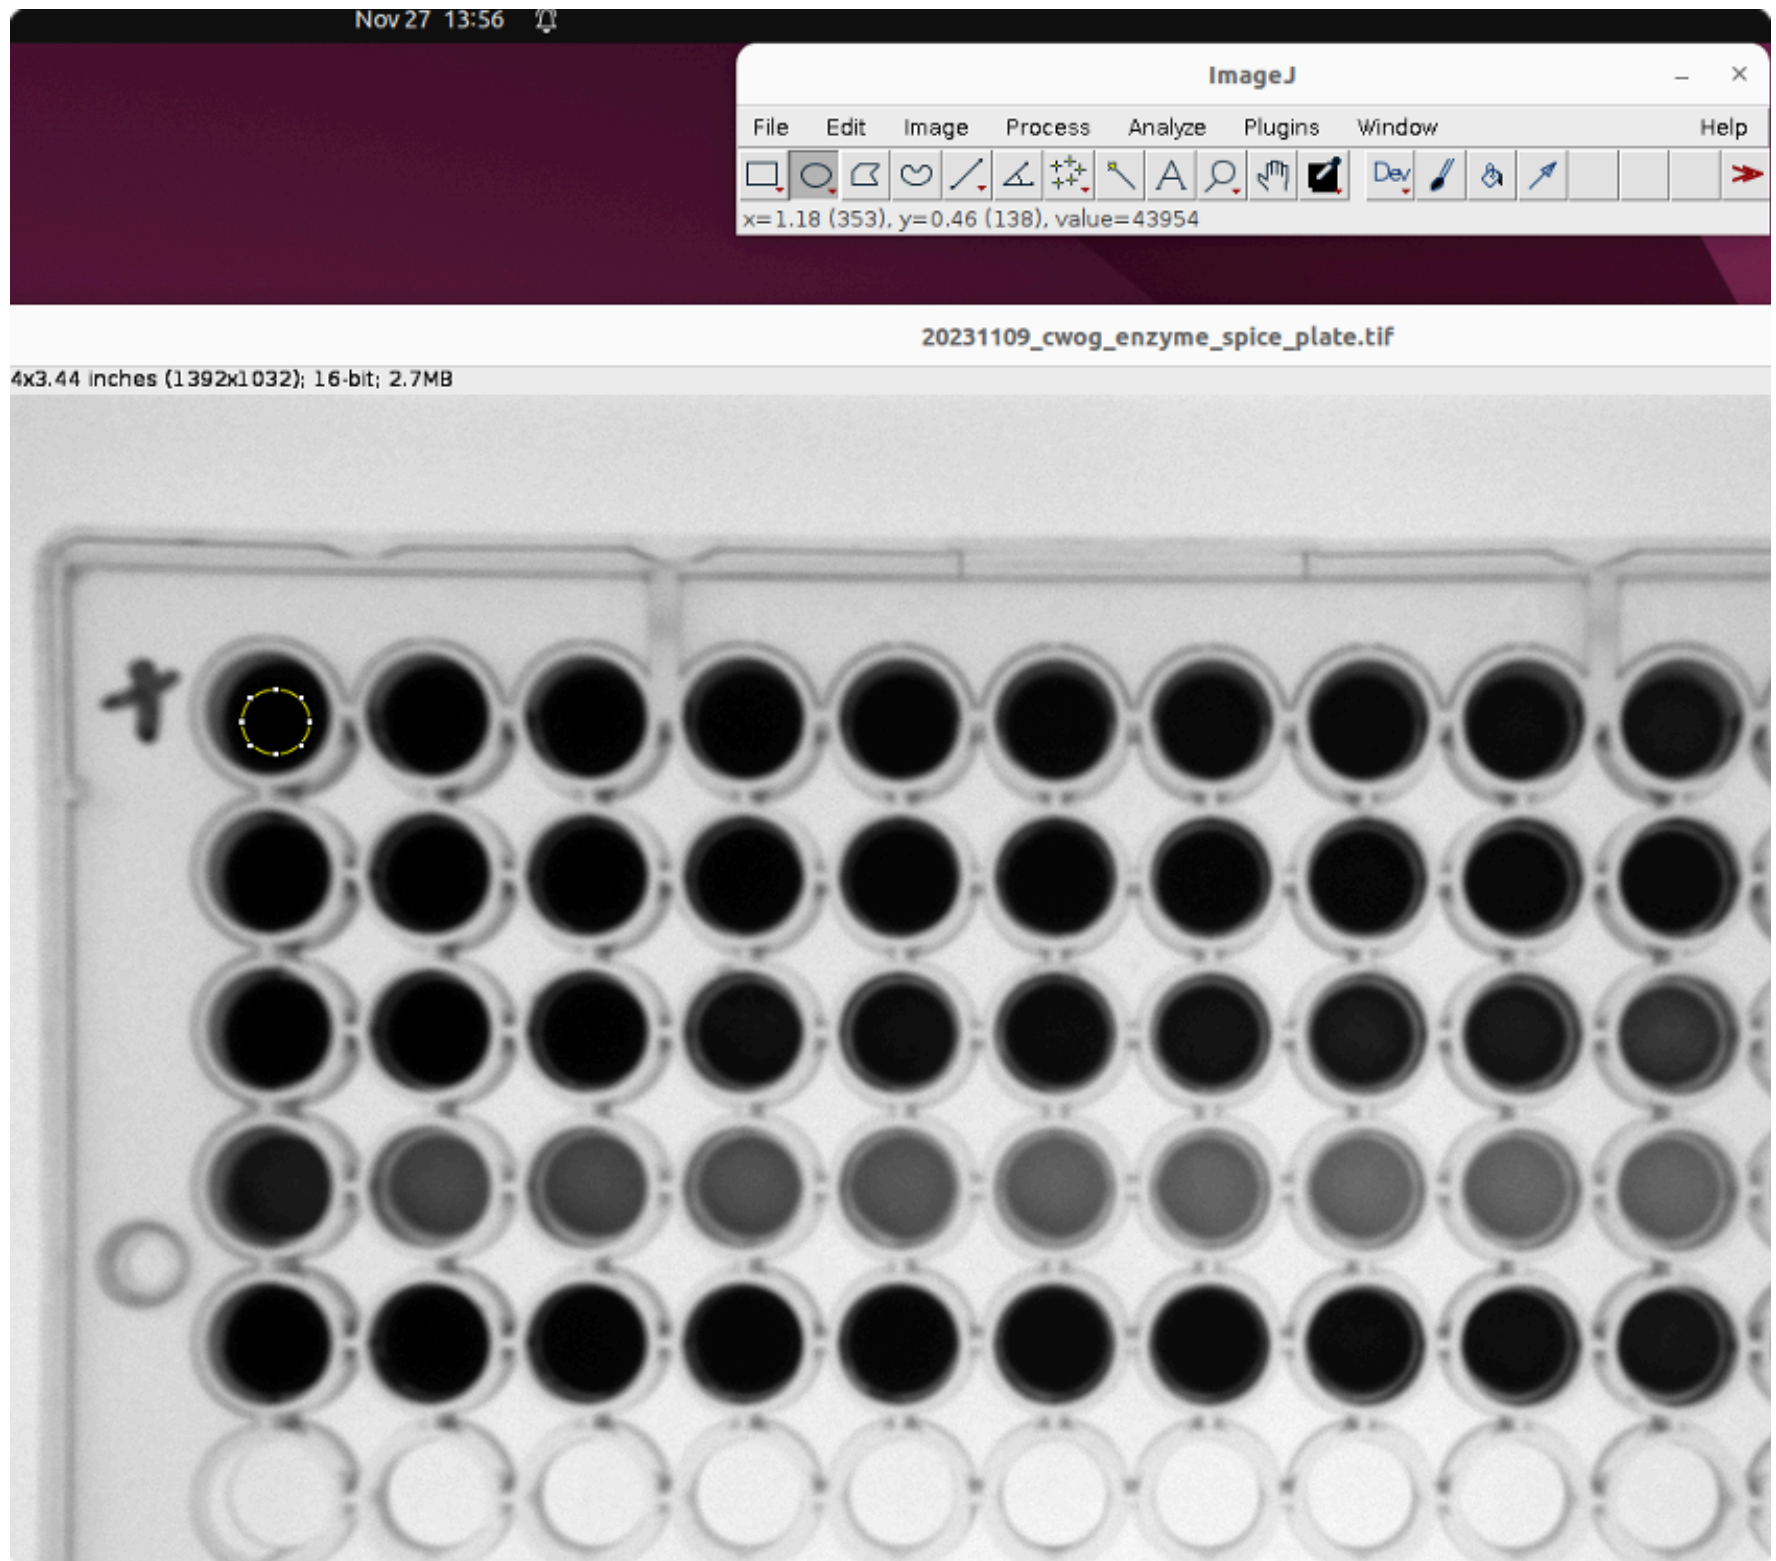 Nov 27 13:56
ImageJ
File Edit Image Process Analyze Plugins Window Help
A Dev
x=1.18 (353), y=0.46 (138), value=43954
20231109_cwog_enzyme_spice_plate.tif
4x3.44 inches (1392x1032); 16-bit; 2.7MB